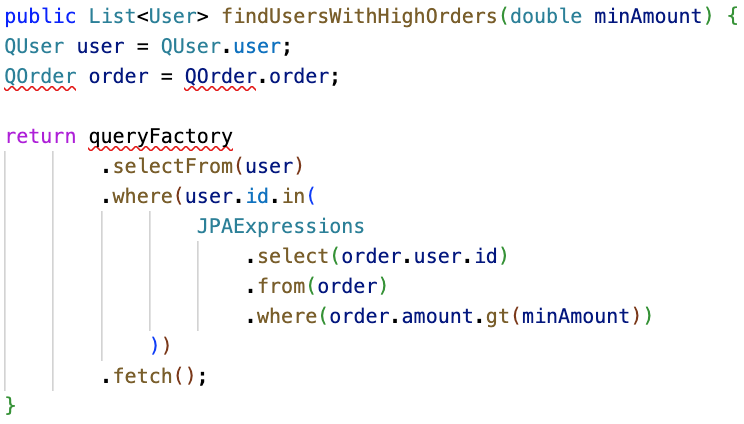 public List<User> findUsersWithHighOrders(double minAmount) {
QUser user = QUser.user;
QOrder order = QOrder.order;
return queryFactory
.selectFrom(user)
.where(user.id.in(
JPAExpressions
.select(order.user.id)
.from(order)
.where(order.amount.gt(minAmount))
))
.fetch();
}